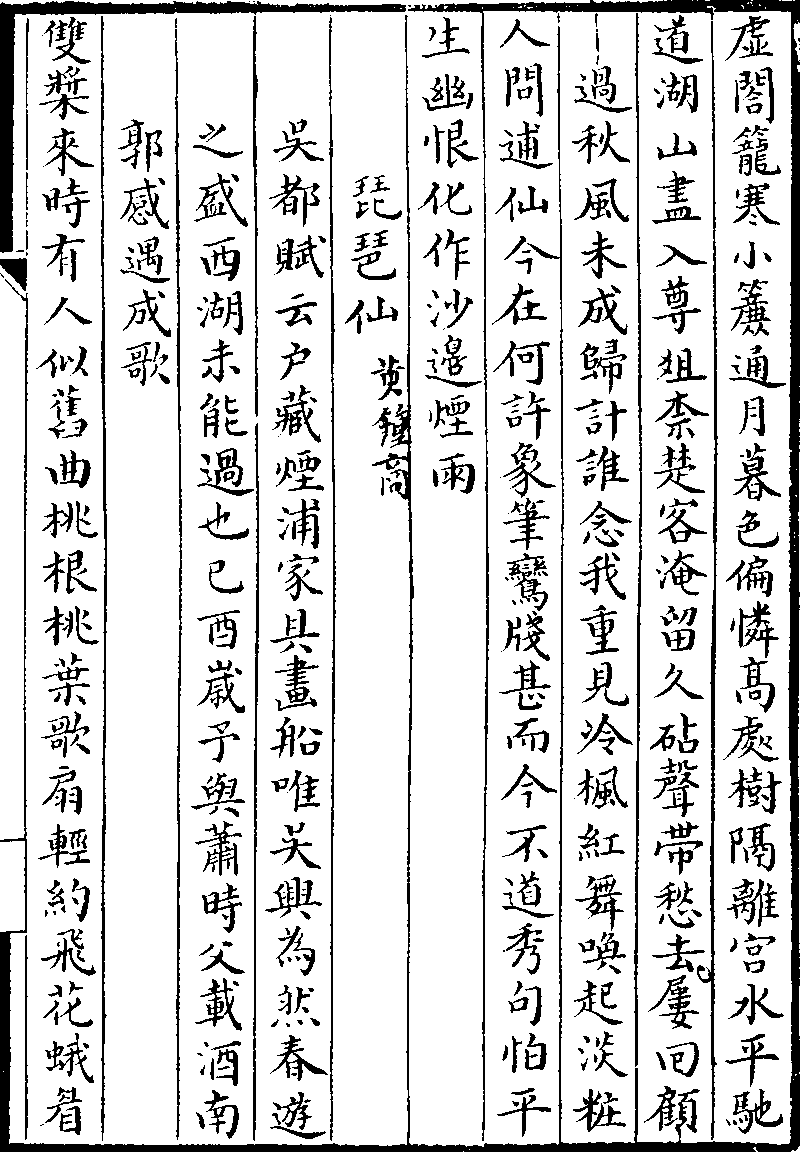 虛閣籠寒小簾通月暮色偏憐髙處樹隔離宮水平馳
道湖山盡入尊俎柰楚客淹留久砧聲帶愁去屢囘顧
過秋風未成歸計誰念我重見冷楓紅舞喚起淡粧
人問逋仙今在何許象筆鸞牋甚而今不道秀句怕平
生幽恨化作沙邊煙雨
琵琶仙 黄鐘商
吳都賦云户藏煙浦家具畫船唯吳興為然春遊
之盛西湖未能過也己酉歲予與蕭時父載酒南
郭感遇成歌
雙槳來時有人似舊曲桃根桃葉歌扇輕約飛花蛾眉